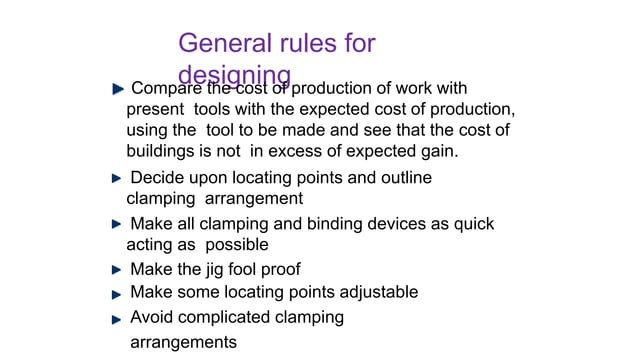 General rules for
designing
Compare the cost of production of work with
present tools with the expected cost of production,
using the tool to be made and see that the cost of
buildings is not in excess of expected gain.
Decide upon locating points and outline
clamping arrangement
Make all clamping and binding devices as quick
acting as possible
Make the jig fool proof
Make some locating points adjustable
Avoid complicated clamping
arrangements